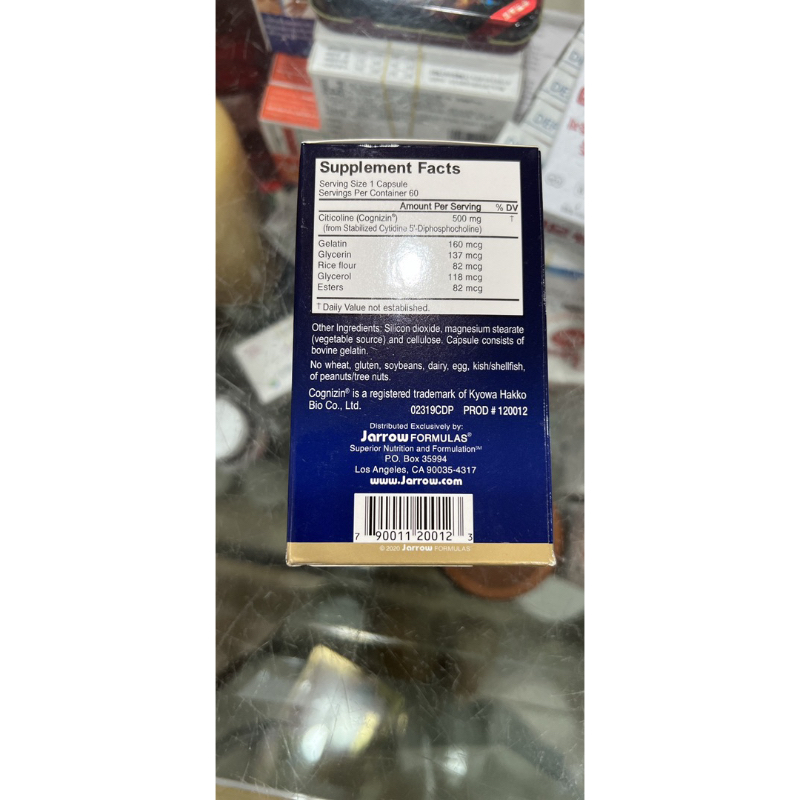 Supplement Facts
Serving Size 1 Capsule
Servings Per Container 60
Amount Per Serving % DV
Citicoline (Cognizin®) 500 mg †
(from Stabilized Cytidine 5'-Diphosphocholine)
Gelatin 160 mcg
Glycerin 137 mcg
Rice flour 82 mcg
Glycerol 118 mcg
Esters 82 mcg
† Daily Value not established.
Other Ingredients: Silicon dioxide, magnesium stearate
(vegetable source) and cellulose. Capsule consists of
bovine gelatin.
No wheat, gluten, soybeans, dairy, egg, kish/shellfish,
of peanuts/tree nuts.
Cognizin® is a registered trademark of Kyowa Hakko
Bio Co., Ltd. 02319CDP PROD # 120012
Distributed Exclusively by:
Jarrow FORMULAS®
Superior Nutrition and Formulation℠
P.O. Box 35994
Los Angeles, CA 90035-4317
www.Jarrow.com
7 90011 20012 3
© 2020 Jarrow FORMULAS